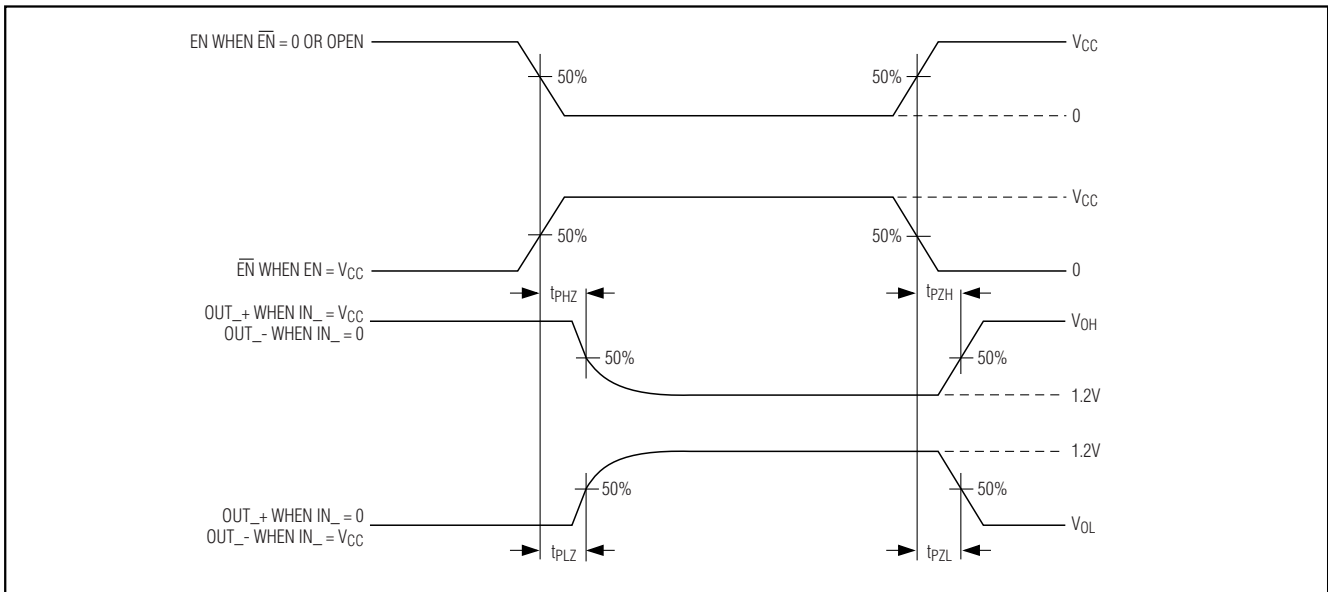 EN WHEN E̅N̅ = 0 OR OPEN
VCC
50%
50%
0
VCC
50%
50%
E̅N̅ WHEN EN = VCC
0
tPHZ
tPZH
OUT_+ WHEN IN_ = VCC
OUT_- WHEN IN_ = 0
VOH
50%
50%
1.2V
1.2V
50%
50%
OUT_+ WHEN IN_ = 0
OUT_- WHEN IN_ = VCC
VOL
tPLZ
tPZL